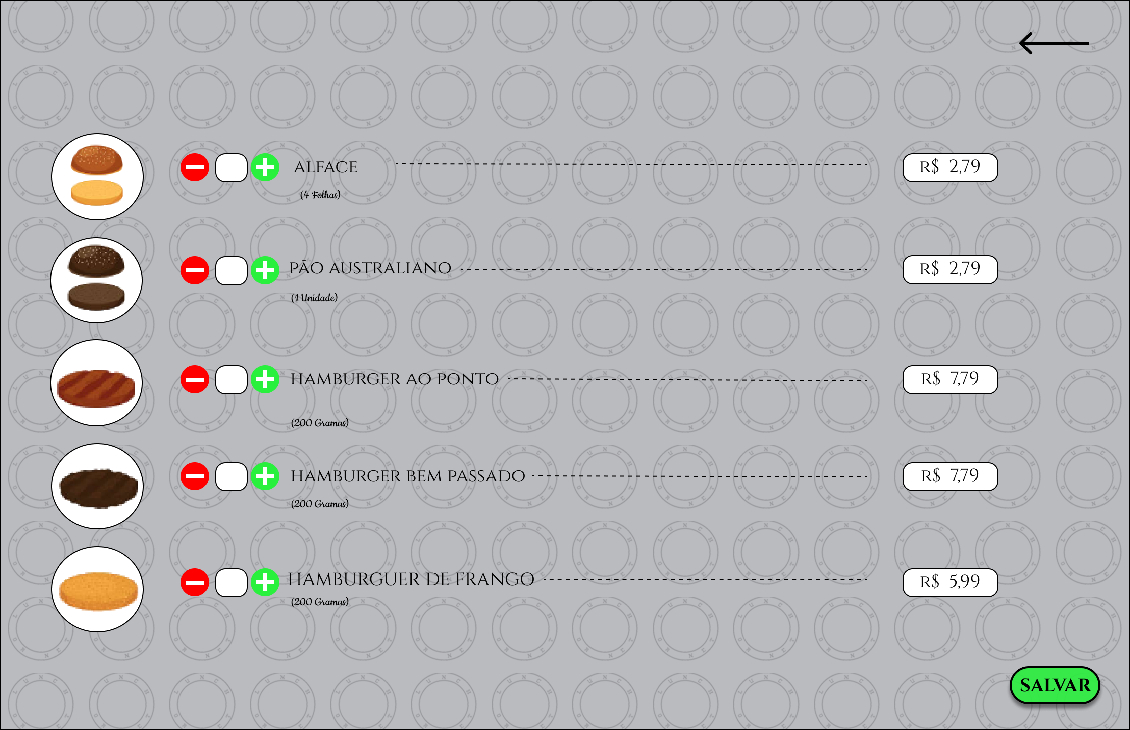 ALFACE R$ 2,79
(4 Folhas)
PÃO AUSTRALIANO R$ 2,79
(1 Unidade)
HAMBURGER AO PONTO R$ 7,79
(200 Gramas)
HAMBURGER BEM PASSADO R$ 7,79
(200 Gramas)
HAMBURGUER DE FRANGO R$ 5,99
(200 Gramas)
SALVAR